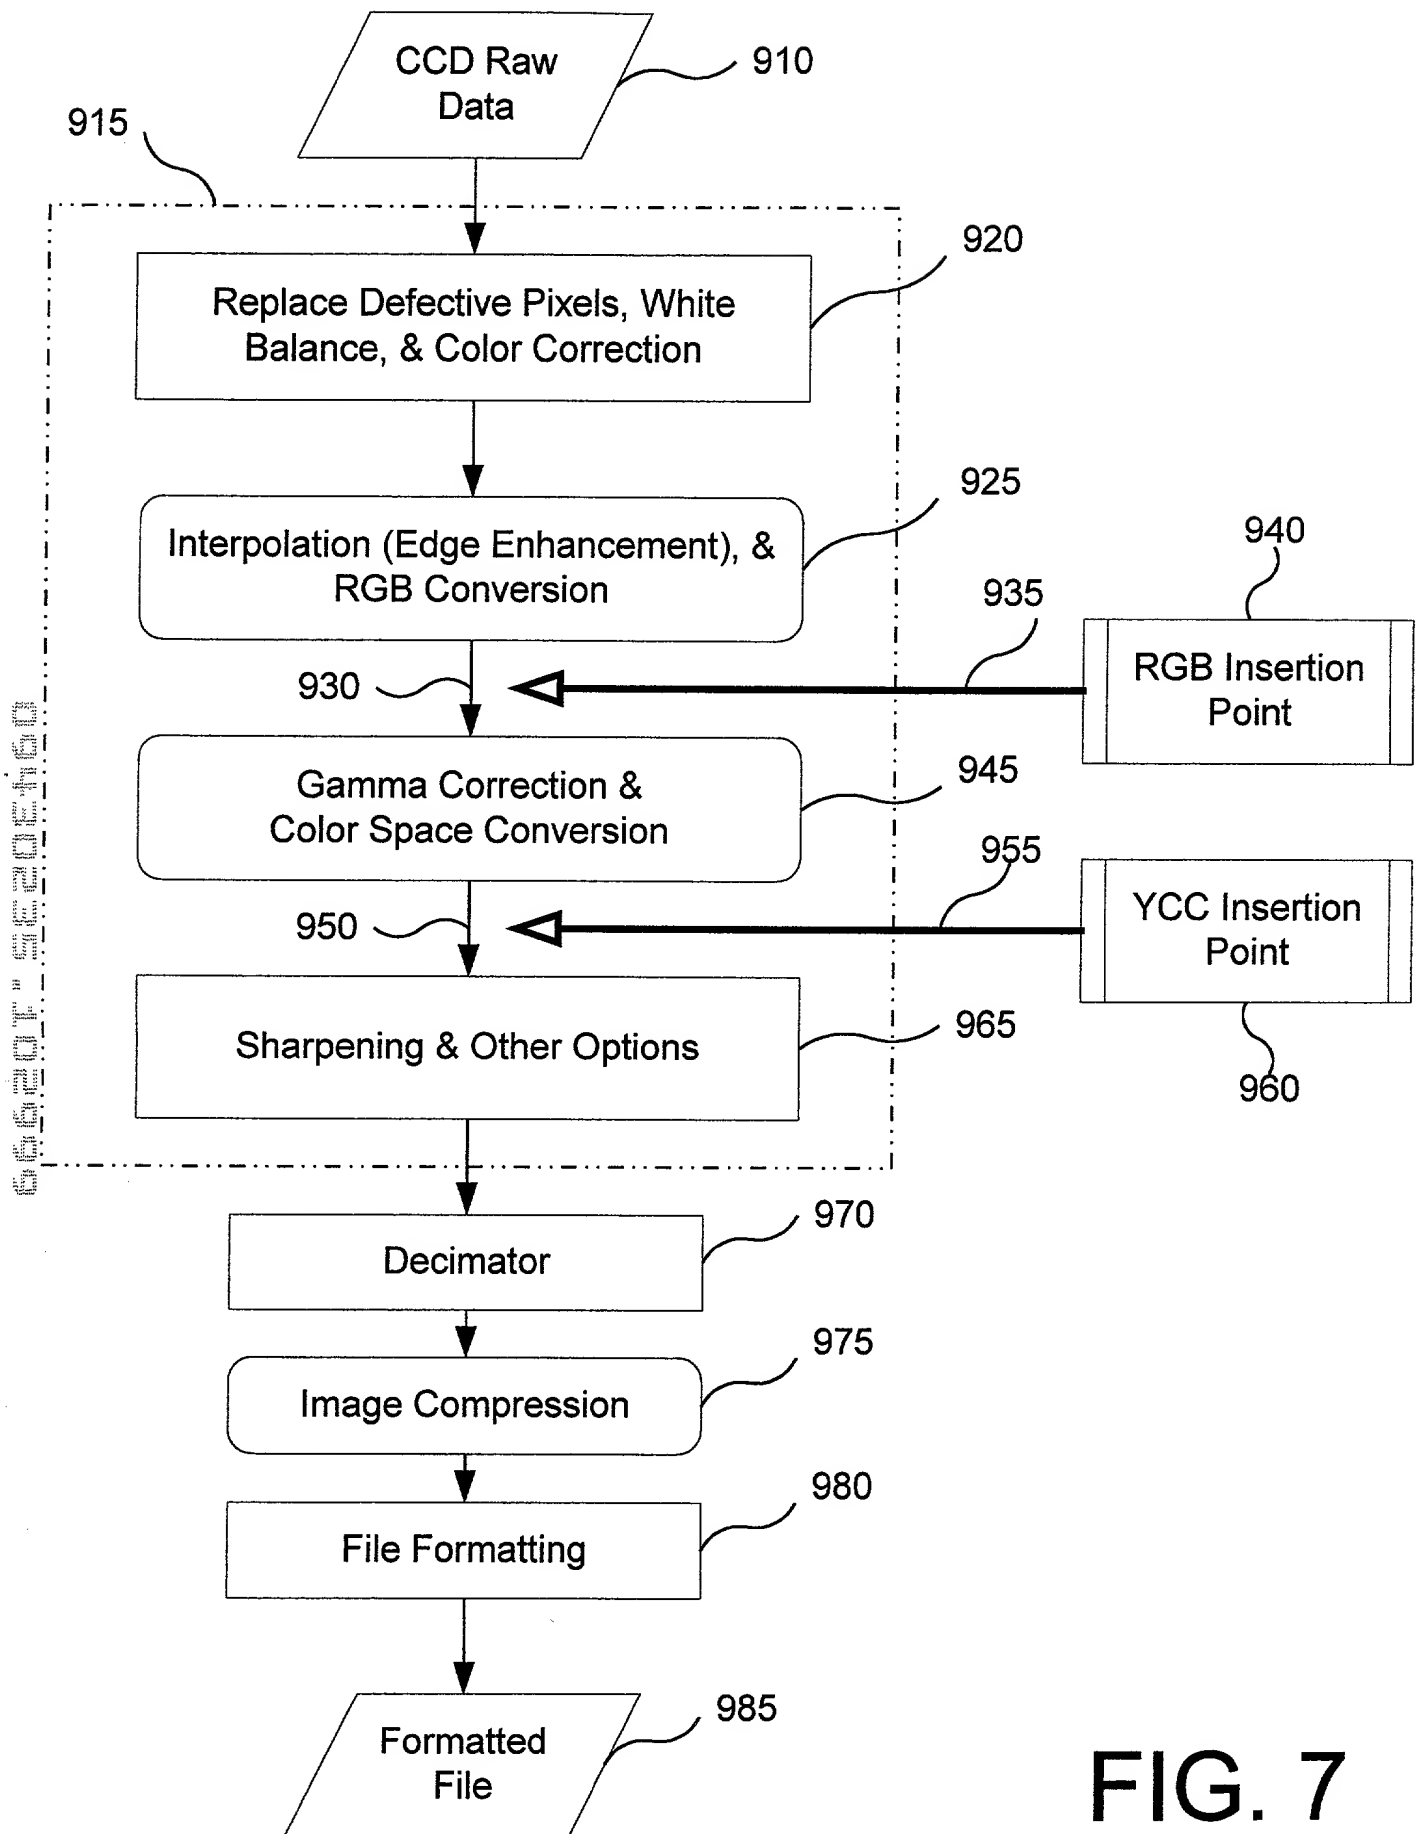 CCD Raw
Data
910
915
920
Replace Defective Pixels, White
Balance, & Color Correction
925
Interpolation (Edge Enhancement), &
RGB Conversion
940
935
930
RGB Insertion
Point
945
Gamma Correction &
Color Space Conversion
955
950
YCC Insertion
Point
965
Sharpening & Other Options
960
970
Decimator
975
Image Compression
980
File Formatting
985
Formatted
File
FIG. 7